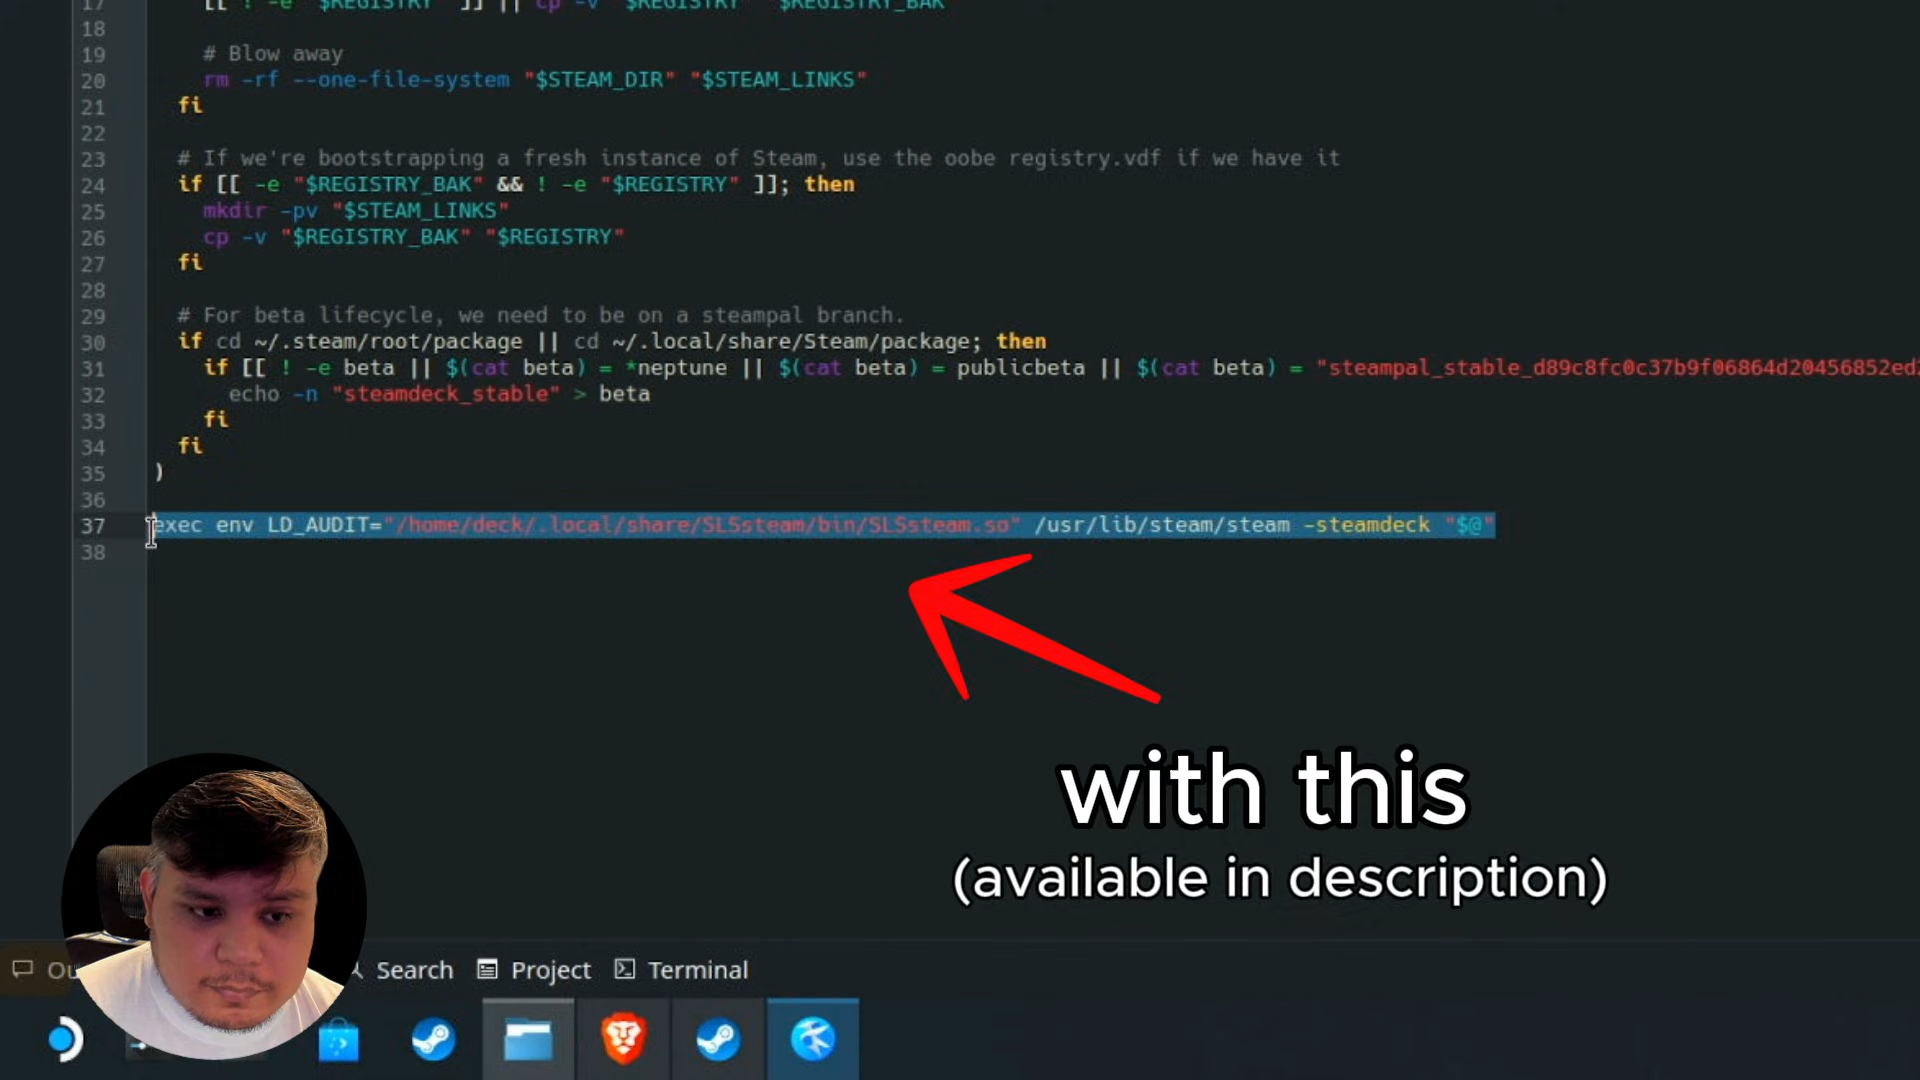 17 [[ ! -e "$REGISTRY" ]] || cp -v "$REGISTRY" "$REGISTRY_BAK"
18
19 # Blow away
20 rm -rf --one-file-system "$STEAM_DIR" "$STEAM_LINKS"
21 fi
22
23 # If we're bootstrapping a fresh instance of Steam, use the oobe registry.vdf if we have it
24 if [[ -e "$REGISTRY_BAK" && ! -e "$REGISTRY" ]]; then
25 mkdir -pv "$STEAM_LINKS"
26 cp -v "$REGISTRY_BAK" "$REGISTRY"
27 fi
28
29 # For beta lifecycle, we need to be on a steampal branch.
30 if cd ~/.steam/root/package || cd ~/.local/share/Steam/package; then
31 if [[ ! -e beta || $(cat beta) = *neptune || $(cat beta) = publicbeta || $(cat beta) = "steampal_stable_d89c8fc0c37b9f06864d20456852ed
32 echo -n "steamdeck_stable" > beta
33 fi
34 fi
35 )
36
37 exec env LD_AUDIT="/home/deck/.local/share/SLSsteam/bin/SLSsteam.so" /usr/lib/steam/steam -steamdeck "$@"
38
with this
(available in description)
Search Project Terminal